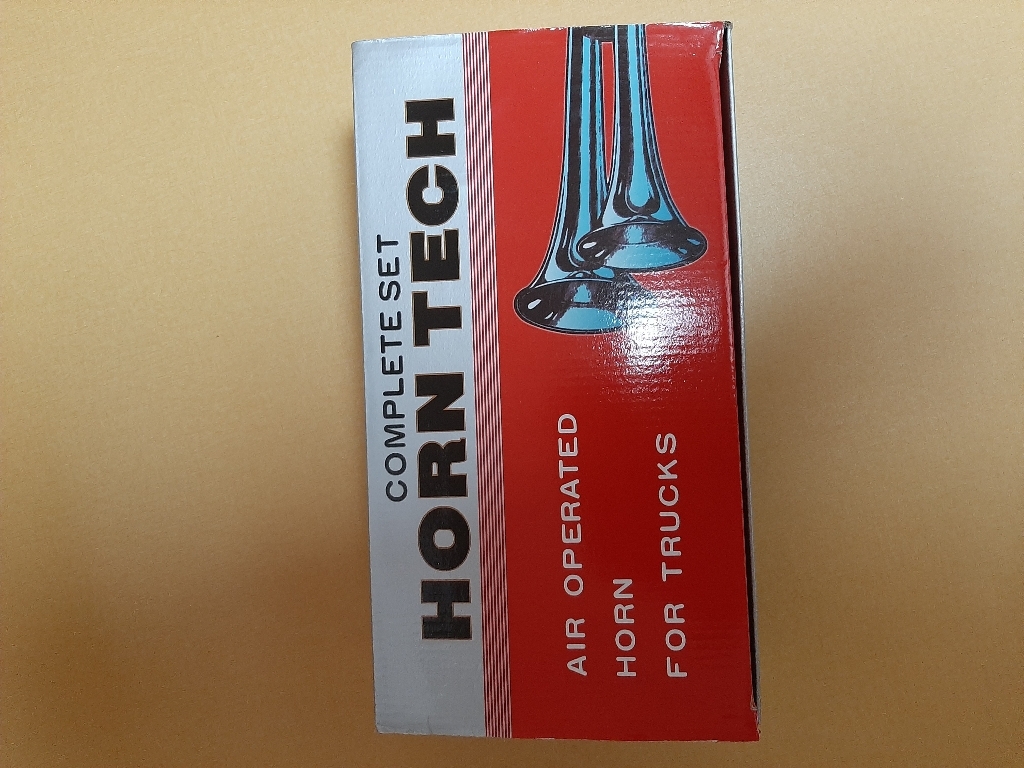 COMPLETE SET
HORN TECH
AIR OPERATED
HORN
FOR TRUCKS